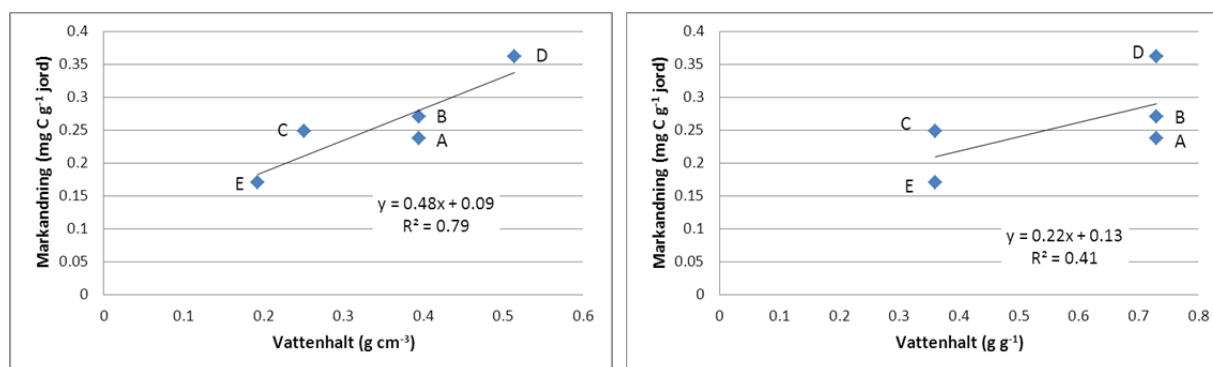 0.4
0.35
0.3
0.25
0.2
0.15
0.1
0.05
0
Markandning (mg C g⁻¹ jord)
D
B
C
A
E
y = 0.48x + 0.09
R² = 0.79
0
0.1
0.2
0.3
0.4
0.5
0.6
Vattenhalt (g cm⁻³)
0.4
0.35
0.3
0.25
0.2
0.15
0.1
0.05
0
Markandning (mg C g⁻¹ jord)
D
B
C
A
E
y = 0.22x + 0.13
R² = 0.41
0
0.1
0.2
0.3
0.4
0.5
0.6
0.7
0.8
Vattenhalt (g g⁻¹)